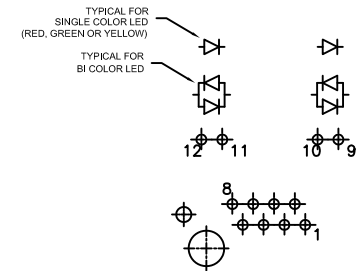 TYPICAL FOR
SINGLE COLOR LED
(RED, GREEN OR YELLOW)
TYPICAL FOR
BI COLOR LED
12 11 10 9
8
1